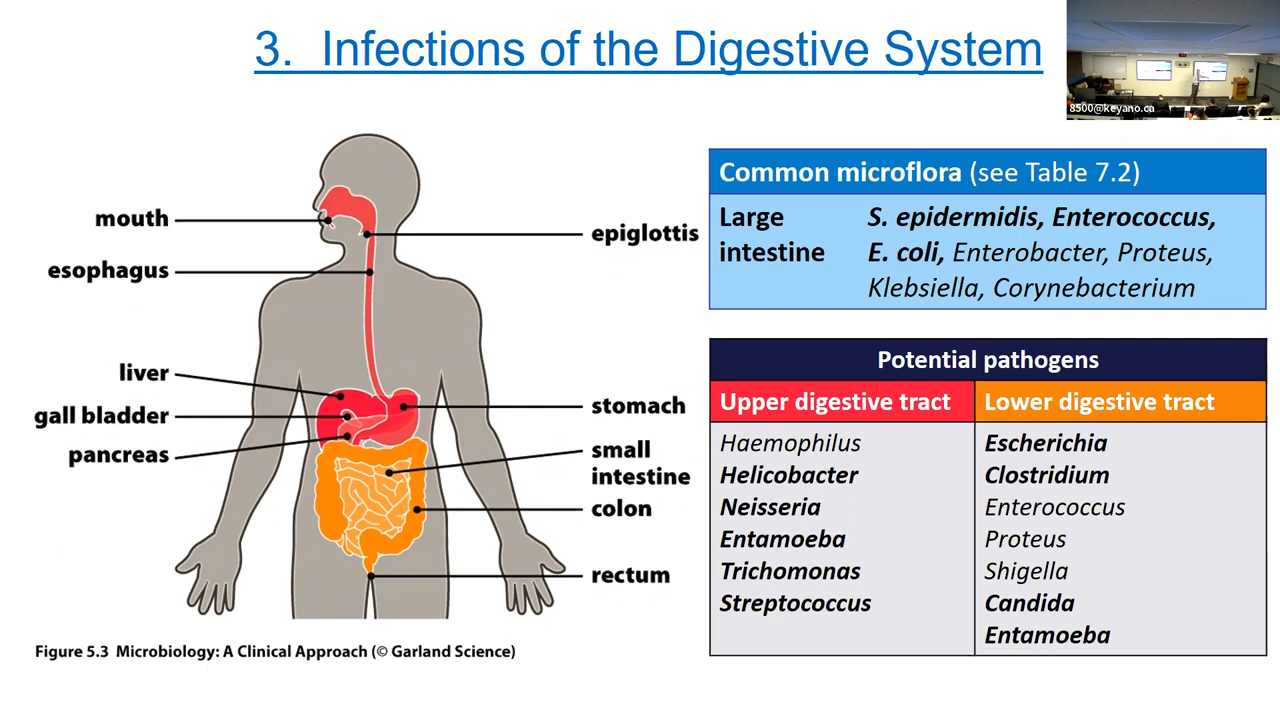 3. Infections of the Digestive System
8500@keyano.ca
mouth
epiglottis
esophagus
liver
gall bladder
pancreas
stomach
small
intestine
colon
rectum
Figure 5.3 Microbiology: A Clinical Approach (© Garland Science)
Common microflora (see Table 7.2)
Large intestine
S. epidermidis, Enterococcus,
E. coli, Enterobacter, Proteus,
Klebsiella, Corynebacterium
Potential pathogens
Upper digestive tract
Haemophilus
Helicobacter
Neisseria
Entamoeba
Trichomonas
Streptococcus
Lower digestive tract
Escherichia
Clostridium
Enterococcus
Proteus
Shigella
Candida
Entamoeba